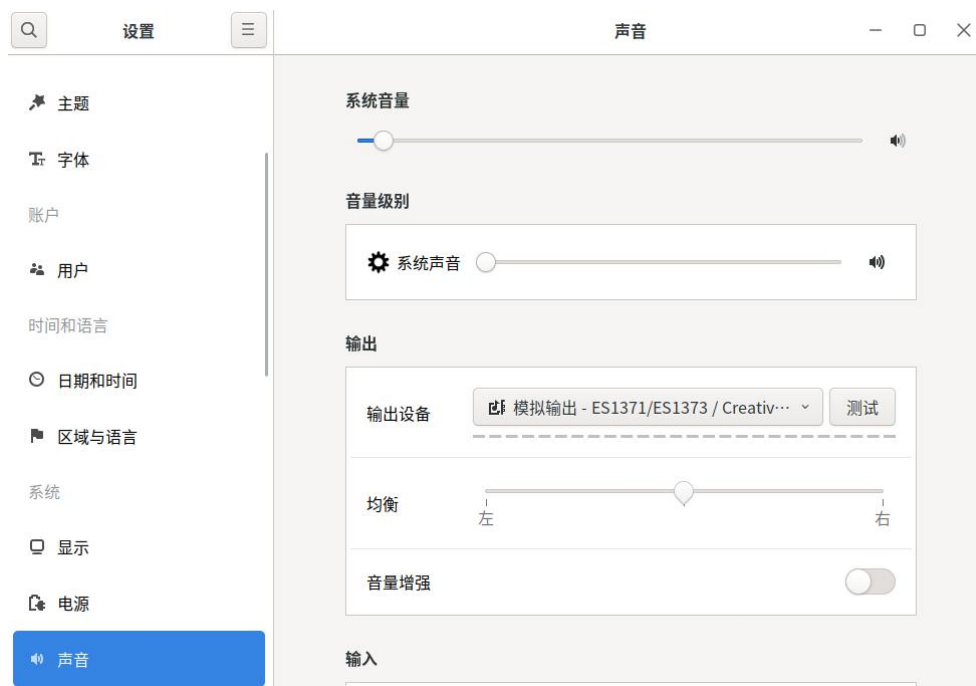 设置
声音
主题
字体
账户
用户
时间和语言
日期和时间
区域与语言
系统
显示
电源
声音
系统音量
音量级别
系统声音
输出
输出设备 模拟输出 - ES1371/ES1373 / Creativ… 测试
均衡
左 右
音量增强
输入